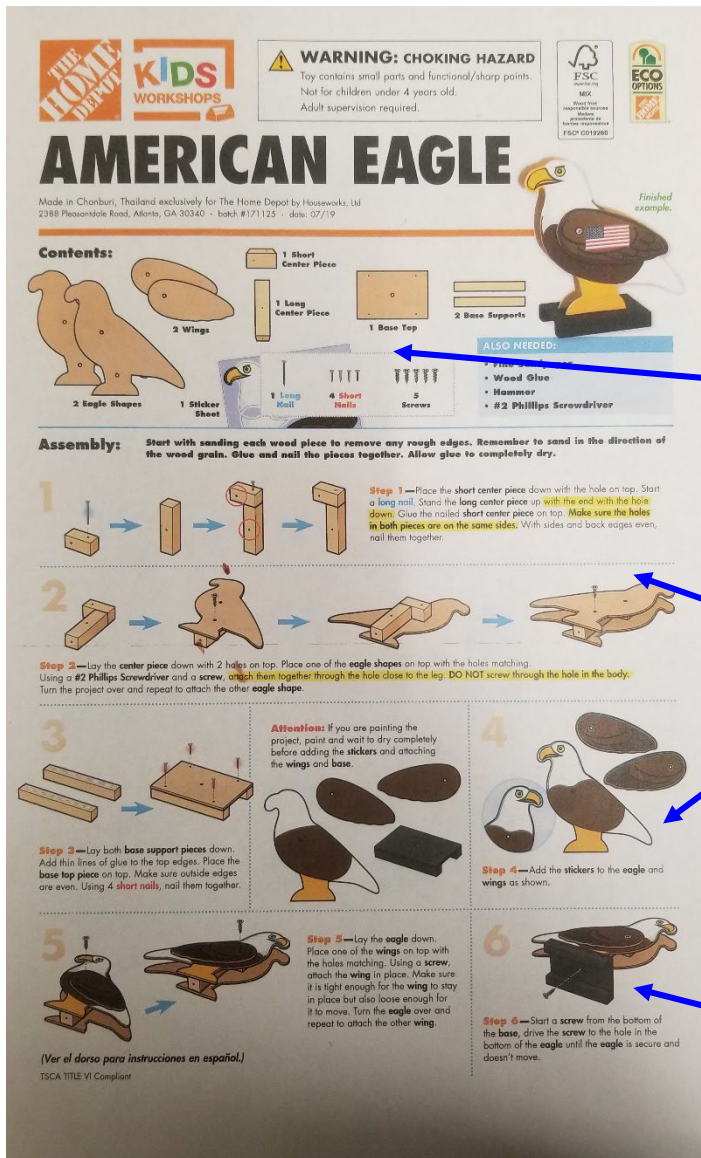 THE HOME DEPOT
KIDS
WORKSHOPS
WARNING: CHOKING HAZARD
Toy contains small parts and functional/sharp points.
Not for children under 4 years old.
Adult supervision required.
FSC
MIX
Wood from
responsible sources
FSC® C019280
ECO
OPTIONS
AMERICAN EAGLE
Made in Chonburi, Thailand exclusively for The Home Depot by Houseworks, Ltd
2388 Pleasantdale Road, Atlanta, GA 30340 · batch #171125 · date: 07/19
Finished
example.
Contents:
1 Short
Center Piece
2 Wings
1 Long
Center Piece
1 Base Top
2 Base Supports
2 Eagle Shapes
1 Sticker
Sheet
1 Long
Nail
4 Short
Nails
5
Screws
ALSO NEEDED:
• Wood Glue
• Hammer
• #2 Phillips Screwdriver
Assembly:
Start with sanding each wood piece to remove any rough edges. Remember to sand in the direction of
the wood grain. Glue and nail the pieces together. Allow glue to completely dry.
1
Step 1—Place the short center piece down with the hole on top. Start
a long nail. Stand the long center piece up with the end with the hole
down. Glue the nailed short center piece on top. Make sure the holes
in both pieces are on the same sides. With sides and back edges even,
nail them together.
2
Step 2—Lay the center piece down with 2 holes on top. Place one of the eagle shapes on top with the holes matching.
Using a #2 Phillips Screwdriver and a screw, attach them together through the hole close to the leg. DO NOT screw through the hole in the body.
Turn the project over and repeat to attach the other eagle shape.
3
Step 3—Lay both base support pieces down.
Add thin lines of glue to the top edges. Place the
base top piece on top. Make sure outside edges
are even. Using 4 short nails, nail them together.
Attention: If you are painting the
project, paint and wait to dry completely
before adding the stickers and attaching
the wings and base.
4
Step 4—Add the stickers to the eagle and
wings as shown.
5
Step 5—Lay the eagle down.
Place one of the wings on top with
the holes matching. Using a screw,
attach the wing in place. Make sure
it is tight enough for the wing to stay
in place but also loose enough for
it to move. Turn the eagle over and
repeat to attach the other wing.
6
Step 6—Start a screw from the bottom of
the base, drive the screw to the hole in the
bottom of the eagle until the eagle is secure and
doesn't move.
(Ver el dorso para instrucciones en español.)
TSCA TITLE VI Compliant